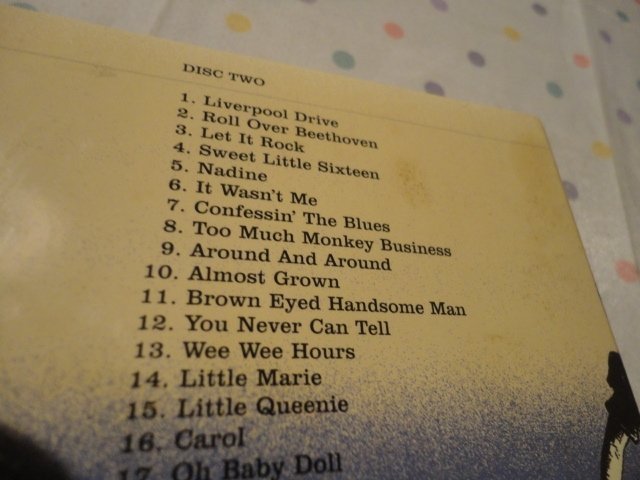 DISC TWO
1. Liverpool Drive
2. Roll Over Beethoven
3. Let It Rock
4. Sweet Little Sixteen
5. Nadine
6. It Wasn't Me
7. Confessin' The Blues
8. Too Much Monkey Business
9. Around And Around
10. Almost Grown
11. Brown Eyed Handsome Man
12. You Never Can Tell
13. Wee Wee Hours
14. Little Marie
15. Little Queenie
16. Carol
17. Oh Baby Doll